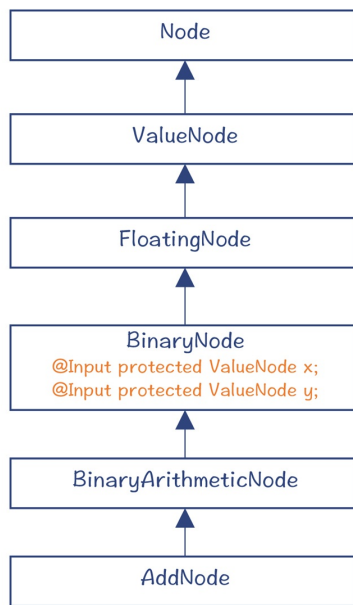 Node
ValueNode
FloatingNode
BinaryNode
@Input protected ValueNode x;
@Input protected ValueNode y;
BinaryArithmeticNode
AddNode